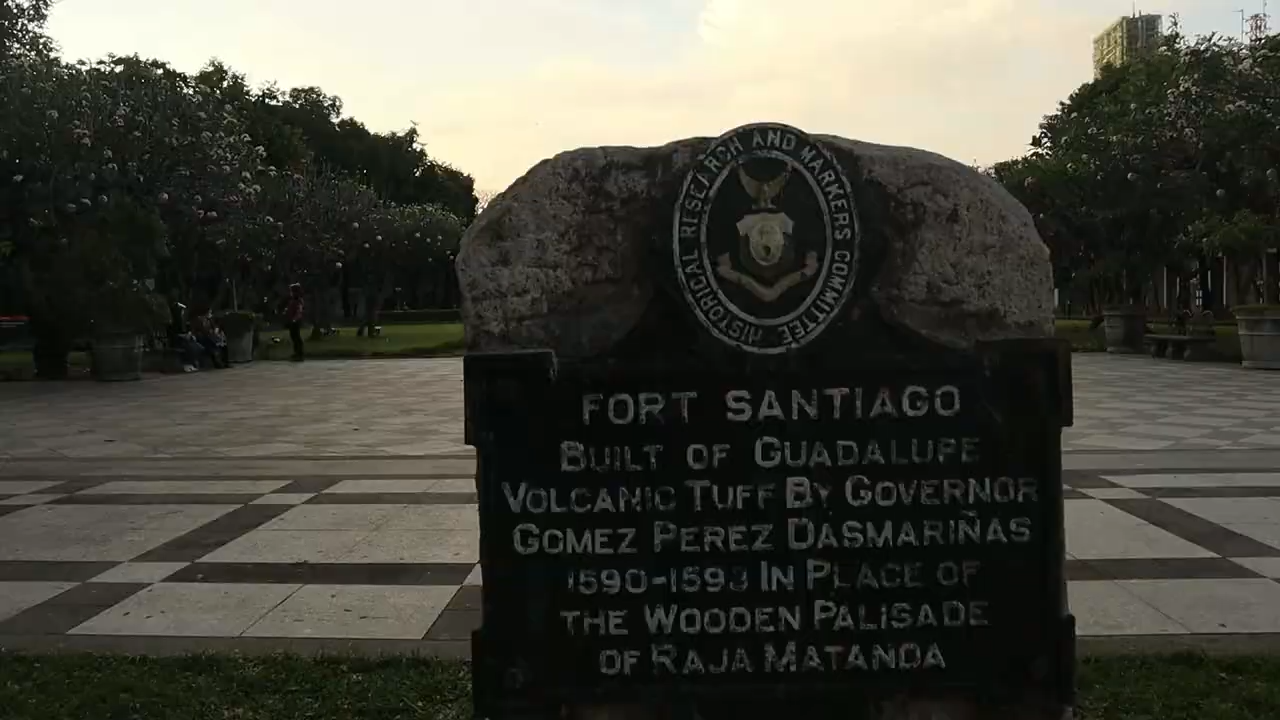 HISTORICAL RESEARCH AND MARKERS COMMITTEE
FORT SANTIAGO
BUILT OF GUADALUPE
VOLCANIC TUFF BY GOVERNOR
GOMEZ PEREZ DASMARIÑAS
1590-1593 IN PLACE OF
THE WOODEN PALISADE
OF RAJA MATANDA